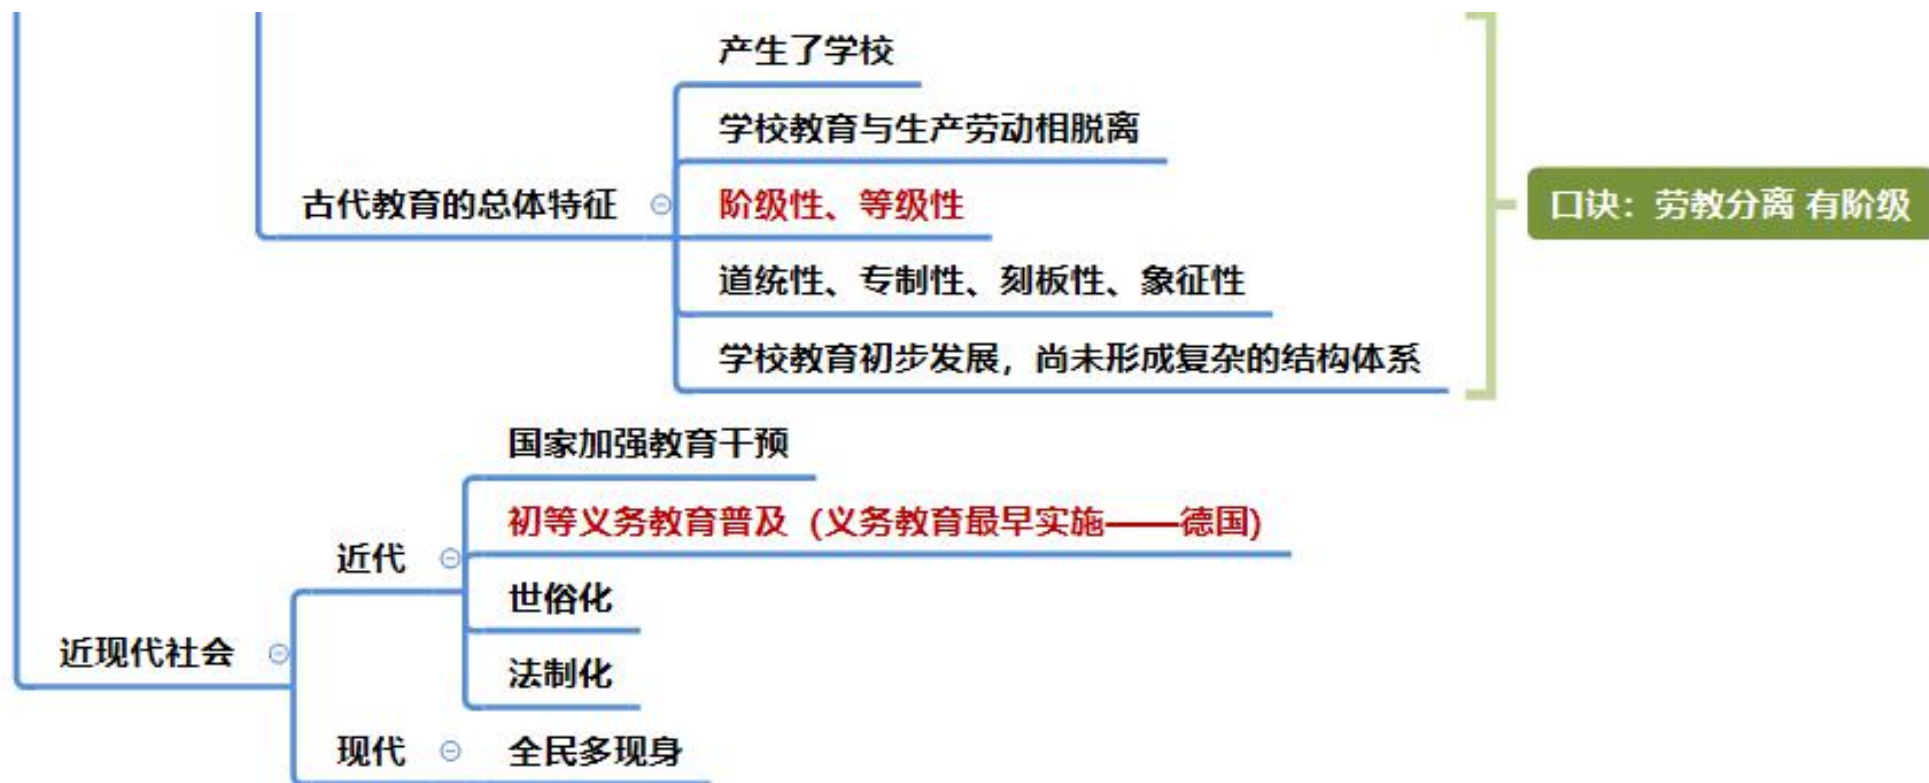 产生了学校
学校教育与生产劳动相脱离
古代教育的总体特征
阶级性、等级性
道统性、专制性、刻板性、象征性
学校教育初步发展，尚未形成复杂的结构体系
口诀：劳教分离 有阶级
国家加强教育干预
初等义务教育普及（义务教育最早实施——德国）
近代
世俗化
法制化
近现代社会
现代
全民多现身